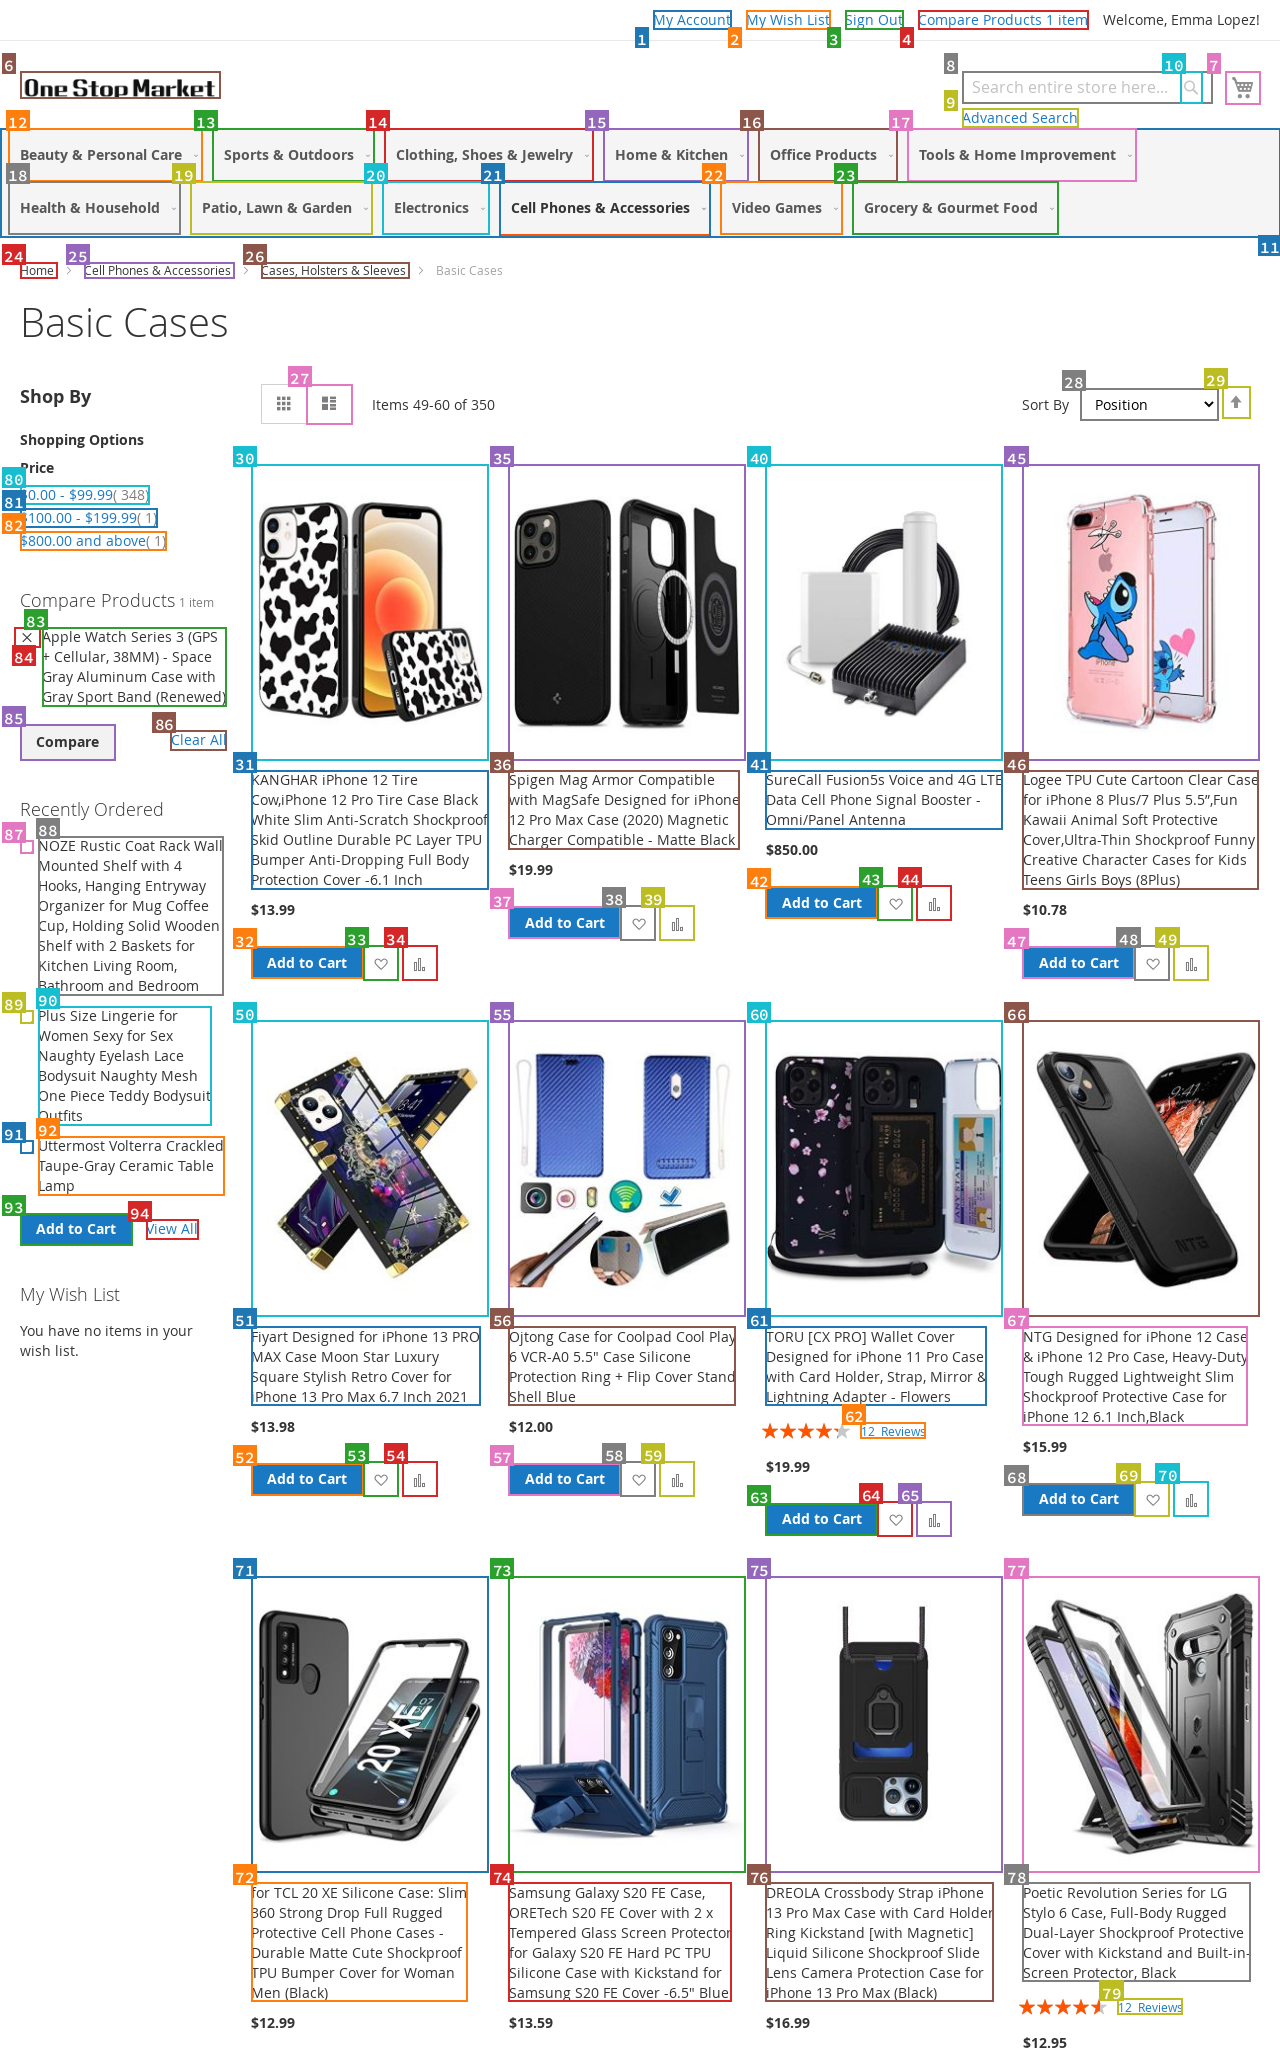 My Account My Wish List Sign Out Compare Products 1 item Welcome, Emma Lopez!
1 2 3 4
6 8 10 7
One Stop Market Search entire store here...
9 Advanced Search
12 13 14 15 16 17
Beauty & Personal Care Sports & Outdoors Clothing, Shoes & Jewelry Home & Kitchen Office Products Tools & Home Improvement
18 19 20 21 22 23
Health & Household Patio, Lawn & Garden Electronics Cell Phones & Accessories Video Games Grocery & Gourmet Food
11
24 25 26
Home Cell Phones & Accessories Cases, Holsters & Sleeves Basic Cases
Basic Cases
Shop By
27 28 29
Items 49-60 of 350 Sort By Position
Shopping Options
Price
80
$0.00 - $99.99( 348)
81
$100.00 - $199.99( 1)
82
$800.00 and above( 1)
Compare Products 1 item
83
Apple Watch Series 3 (GPS
+ Cellular, 38MM) - Space
Gray Aluminum Case with
Gray Sport Band (Renewed)
84
85 86
Compare Clear All
Recently Ordered
87 88
NOZE Rustic Coat Rack Wall
Mounted Shelf with 4
Hooks, Hanging Entryway
Organizer for Mug Coffee
Cup, Holding Solid Wooden
Shelf with 2 Baskets for
Kitchen Living Room,
Bathroom and Bedroom
89 90
Plus Size Lingerie for
Women Sexy for Sex
Naughty Eyelash Lace
Bodysuit Naughty Mesh
One Piece Teddy Bodysuit
Outfits
91 92
Uttermost Volterra Crackled
Taupe-Gray Ceramic Table
Lamp
93 94
Add to Cart View All
My Wish List
You have no items in your
wish list.
30
31
KANGHAR iPhone 12 Tire
Cow,iPhone 12 Pro Tire Case Black
White Slim Anti-Scratch Shockproof
Skid Outline Durable PC Layer TPU
Bumper Anti-Dropping Full Body
Protection Cover -6.1 Inch
$13.99
32 33 34
Add to Cart
35
36
Spigen Mag Armor Compatible
with MagSafe Designed for iPhone
12 Pro Max Case (2020) Magnetic
Charger Compatible - Matte Black
$19.99
37 38 39
Add to Cart
40
41
SureCall Fusion5s Voice and 4G LTE
Data Cell Phone Signal Booster -
Omni/Panel Antenna
$850.00
42 43 44
Add to Cart
45
iPhone
46
Logee TPU Cute Cartoon Clear Case
for iPhone 8 Plus/7 Plus 5.5”,Fun
Kawaii Animal Soft Protective
Cover,Ultra-Thin Shockproof Funny
Creative Character Cases for Kids
Teens Girls Boys (8Plus)
$10.78
47 48 49
Add to Cart
50
51
Fiyart Designed for iPhone 13 PRO
MAX Case Moon Star Luxury
Square Stylish Retro Cover for
iPhone 13 Pro Max 6.7 Inch 2021
$13.98
52 53 54
Add to Cart
55
56
Ojtong Case for Coolpad Cool Play
6 VCR-A0 5.5" Case Silicone
Protection Ring + Flip Cover Stand
Shell Blue
$12.00
57 58 59
Add to Cart
60
61
TORU [CX PRO] Wallet Cover
Designed for iPhone 11 Pro Case
with Card Holder, Strap, Mirror &
Lightning Adapter - Flowers
62
12 Reviews
$19.99
63 64 65
Add to Cart
66
9:41
NTG
67
NTG Designed for iPhone 12 Case
& iPhone 12 Pro Case, Heavy-Duty
Tough Rugged Lightweight Slim
Shockproof Protective Case for
iPhone 12 6.1 Inch,Black
$15.99
68 69 70
Add to Cart
71
20 XE
72
for TCL 20 XE Silicone Case: Slim
360 Strong Drop Full Rugged
Protective Cell Phone Cases -
Durable Matte Cute Shockproof
TPU Bumper Cover for Woman
Men (Black)
$12.99
73
74
Samsung Galaxy S20 FE Case,
ORETech S20 FE Cover with 2 x
Tempered Glass Screen Protector
for Galaxy S20 FE Hard PC TPU
Silicone Case with Kickstand for
Samsung S20 FE Cover -6.5" Blue
$13.59
75
76
DREOLA Crossbody Strap iPhone
13 Pro Max Case with Card Holder
Ring Kickstand [with Magnetic]
Liquid Silicone Shockproof Slide
Lens Camera Protection Case for
iPhone 13 Pro Max (Black)
$16.99
77
78
Poetic Revolution Series for LG
Stylo 6 Case, Full-Body Rugged
Dual-Layer Shockproof Protective
Cover with Kickstand and Built-in-
Screen Protector, Black
79
12 Reviews
$12.95